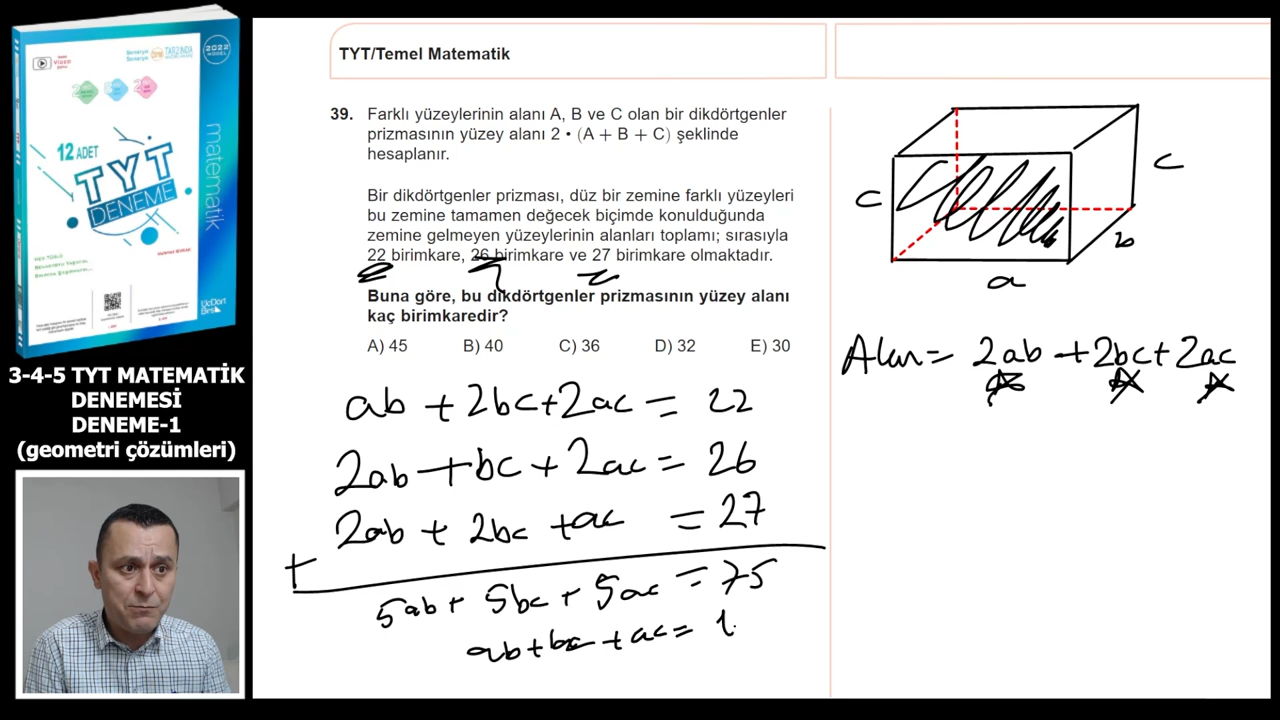 2022
MODEL
12 ADET
TYT
DENEME
matematik
ÜçDört
Beş
3-4-5 TYT MATEMATİK
DENEMESİ
DENEME-1
(geometri çözümleri)
TYT/Temel Matematik
39. Farklı yüzeylerinin alanı A, B ve C olan bir dikdörtgenler
prizmasının yüzey alanı 2 • (A + B + C) şeklinde
hesaplanır.
Bir dikdörtgenler prizması, düz bir zemine farklı yüzeyleri
bu zemine tamamen değecek biçimde konulduğunda
zemine gelmeyen yüzeylerinin alanları toplamı; sırasıyla
22 birimkare, 26 birimkare ve 27 birimkare olmaktadır.
Buna göre, bu dikdörtgenler prizmasının yüzey alanı
kaç birimkaredir?
A) 45 B) 40 C) 36 D) 32 E) 30
ab + 2bc + 2ac = 22
2ab + bc + 2ac = 26
2ab + 2bc + ac = 27
+
5ab + 5bc + 5ac = 75
ab + bc + ac = 1
c
c
b
a
Alan = 2ab + 2bc + 2ac